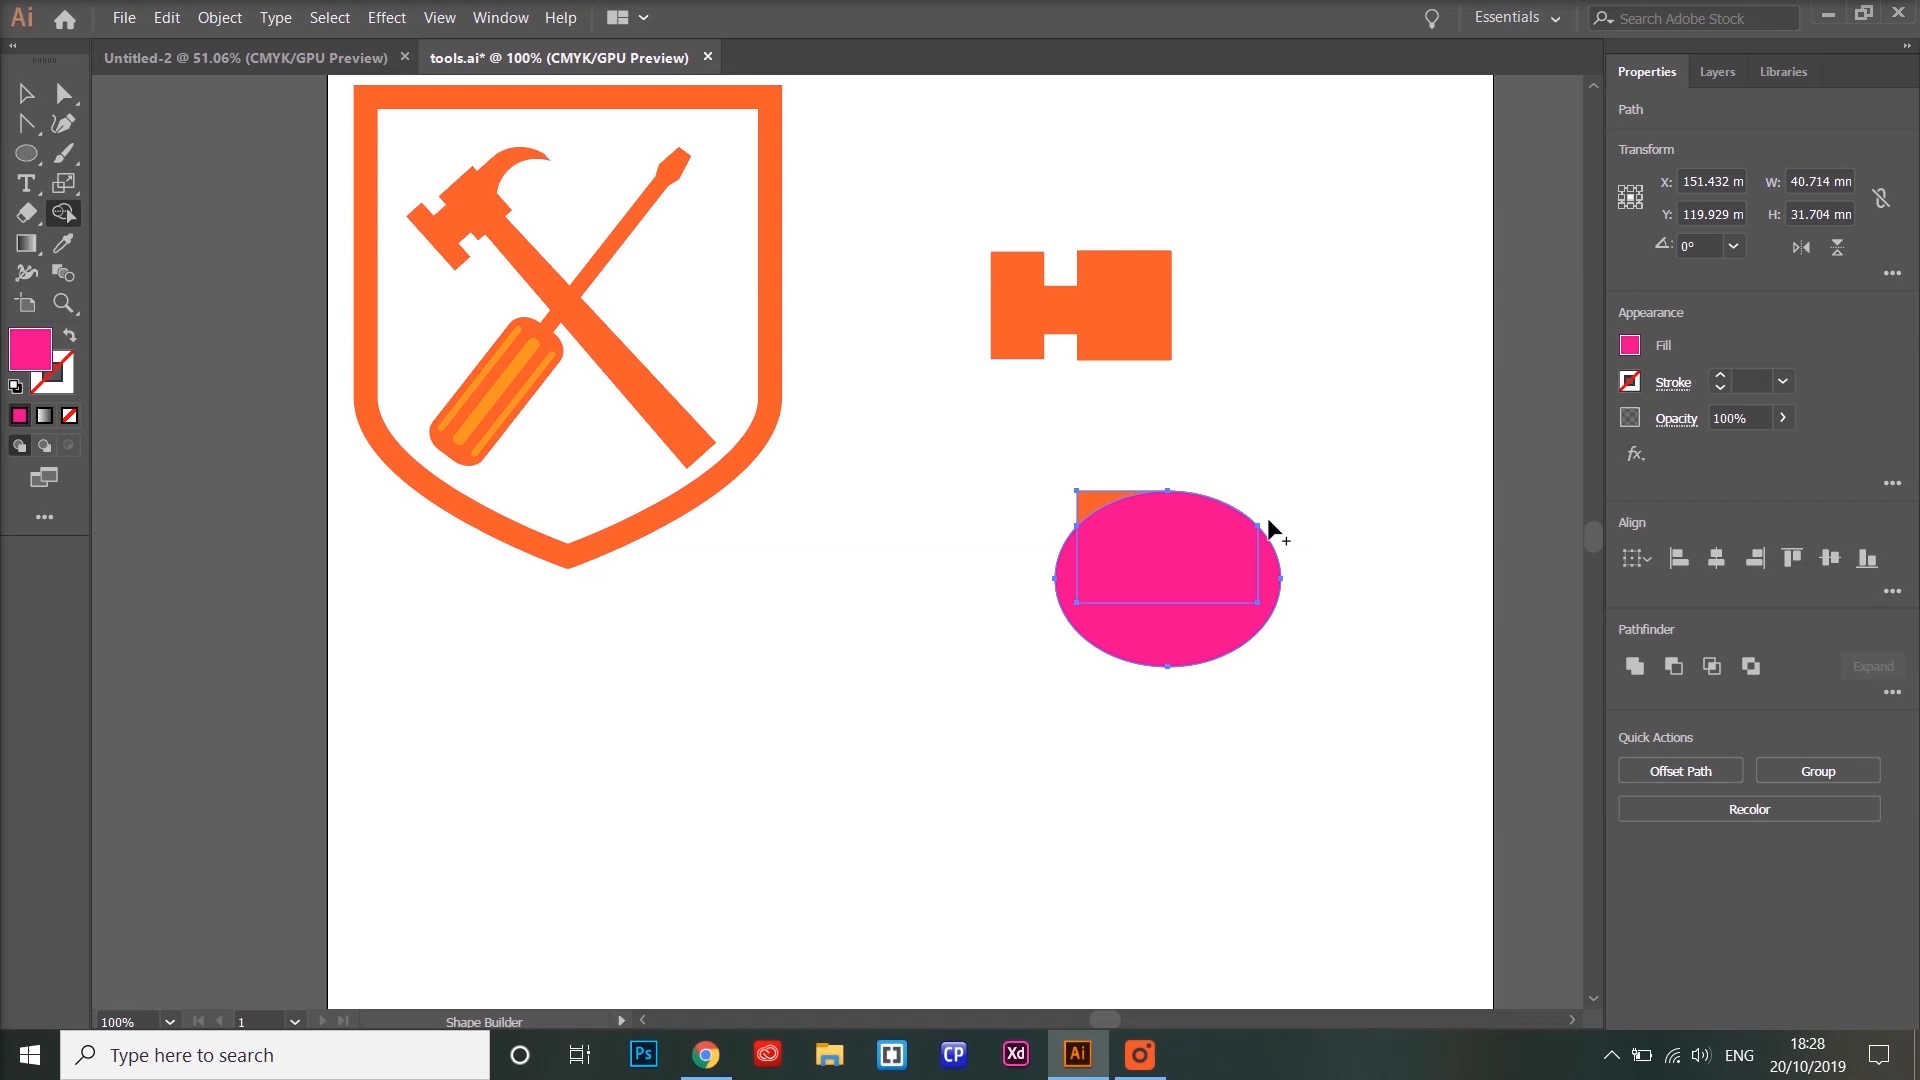 Ai File Edit Object Type Select Effect View Window Help Essentials Search Adobe Stock
Untitled-2 @ 51.06% (CMYK/GPU Preview) tools.ai* @ 100% (CMYK/GPU Preview)
Properties Layers Libraries
Path
Transform
X: 151.432 m W: 40.714 mn
Y: 119.929 m H: 31.704 mn
0°
Appearance
Fill
Stroke
Opacity 100%
fx.
Align
Pathfinder
Expand
Quick Actions
Offset Path Group
Recolor
100% 1 Shape Builder
Type here to search
Ps CP Xd Ai
ENG
18:28
20/10/2019